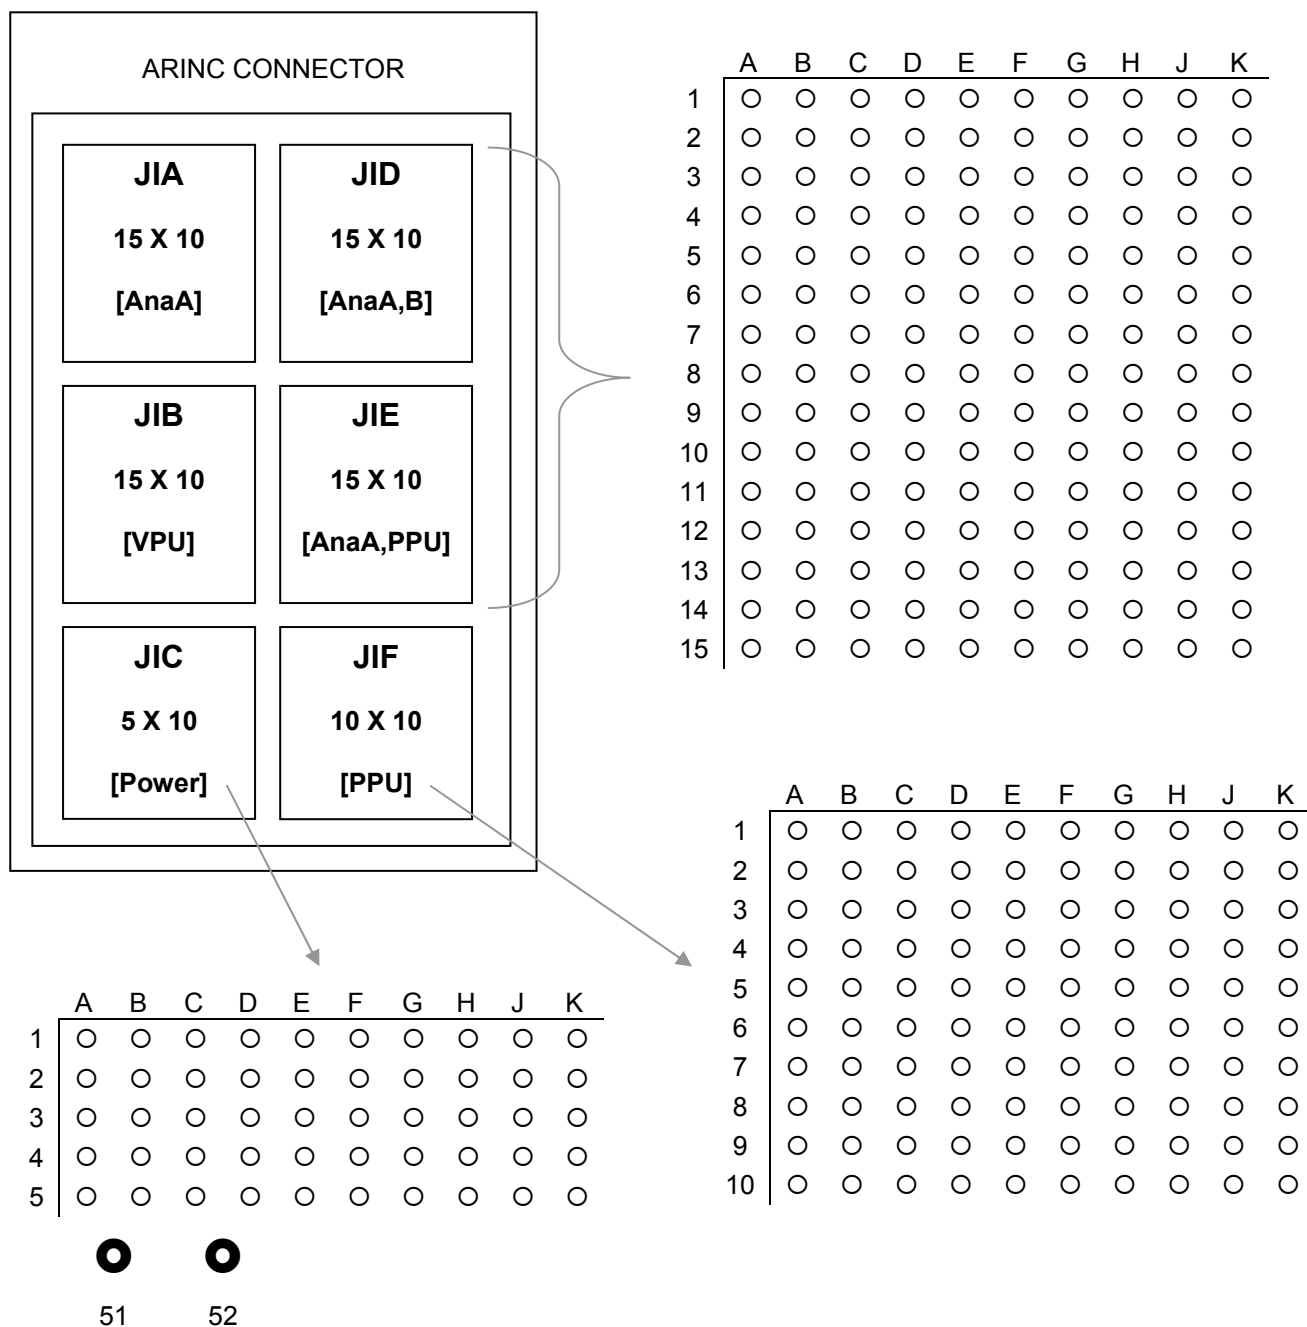 ARINC CONNECTOR
JIA
15 X 10
[AnaA]
JID
15 X 10
[AnaA,B]
JIB
15 X 10
[VPU]
JIE
15 X 10
[AnaA,PPU]
JIC
5 X 10
[Power]
JIF
10 X 10
[PPU]
A B C D E F G H J K
1
2
3
4
5
6
7
8
9
10
11
12
13
14
15
A B C D E F G H J K
1
2
3
4
5
6
7
8
9
10
A B C D E F G H J K
1
2
3
4
5
51 52